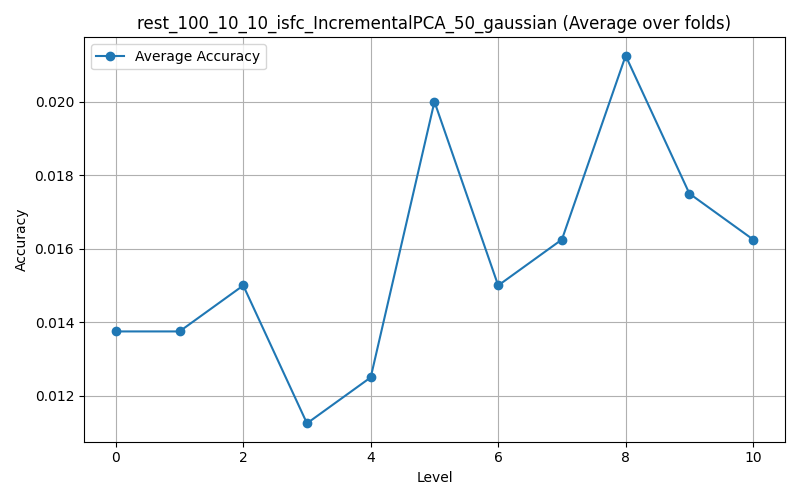 rest_100_10_10_isfc_IncrementalPCA_50_gaussian (Average over folds)
Average Accuracy
0.020
0.018
0.016
0.014
0.012
Accuracy
0 2 4 6 8 10
Level